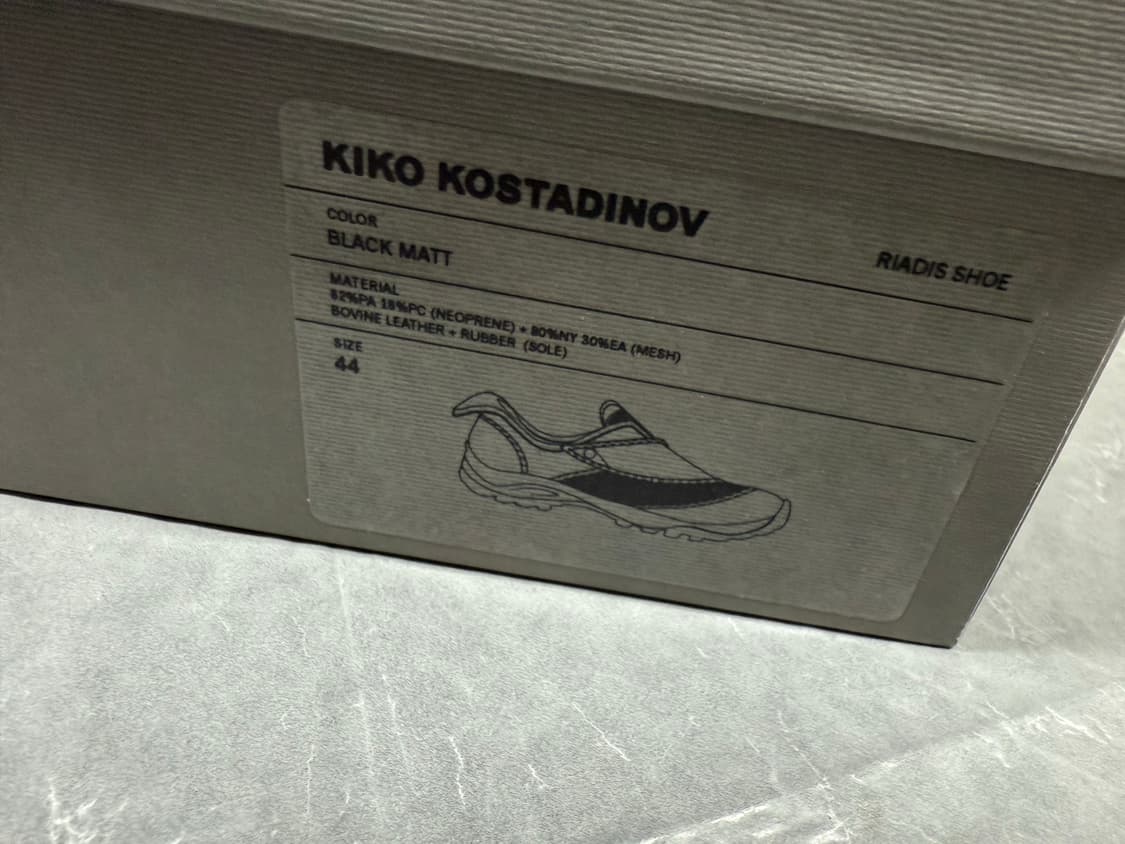 KIKO KOSTADINOV
COLOR
BLACK MATT
RIADIS SHOE
MATERIAL
82%PA 18%PC (NEOPRENE) + 80%NY 30%EA (MESH)
BOVINE LEATHER + RUBBER (SOLE)
SIZE
44